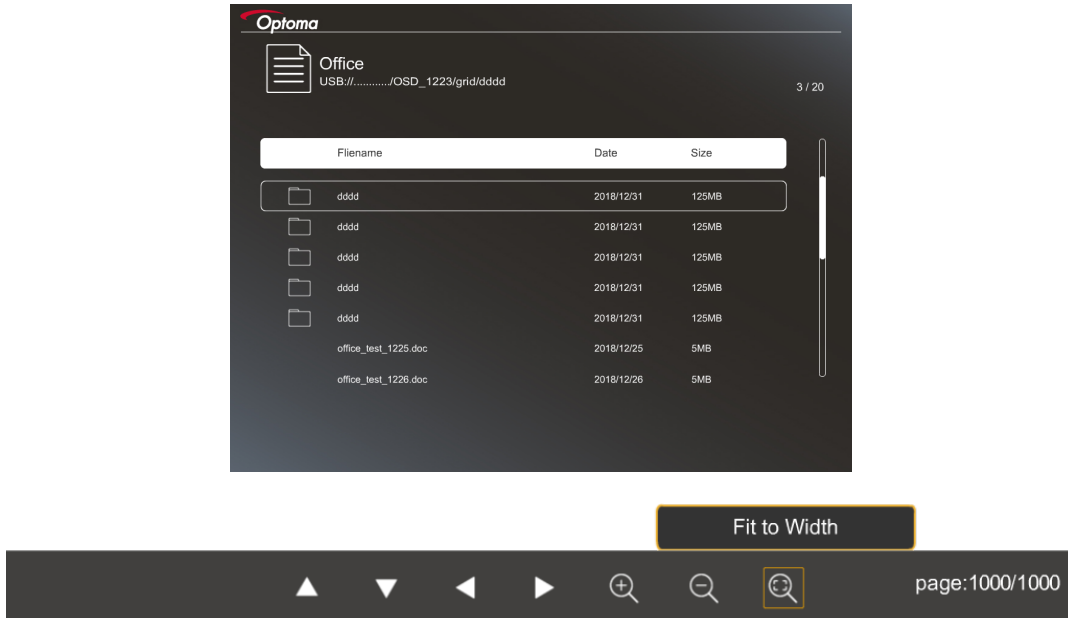 Optoma
Office
USB://.........../OSD_1223/grid/dddd
3 / 20
Fliename Date Size
dddd 2018/12/31 125MB
dddd 2018/12/31 125MB
dddd 2018/12/31 125MB
dddd 2018/12/31 125MB
dddd 2018/12/31 125MB
office_test_1225.doc 2018/12/25 5MB
office_test_1226.doc 2018/12/26 5MB
Fit to Width
page:1000/1000